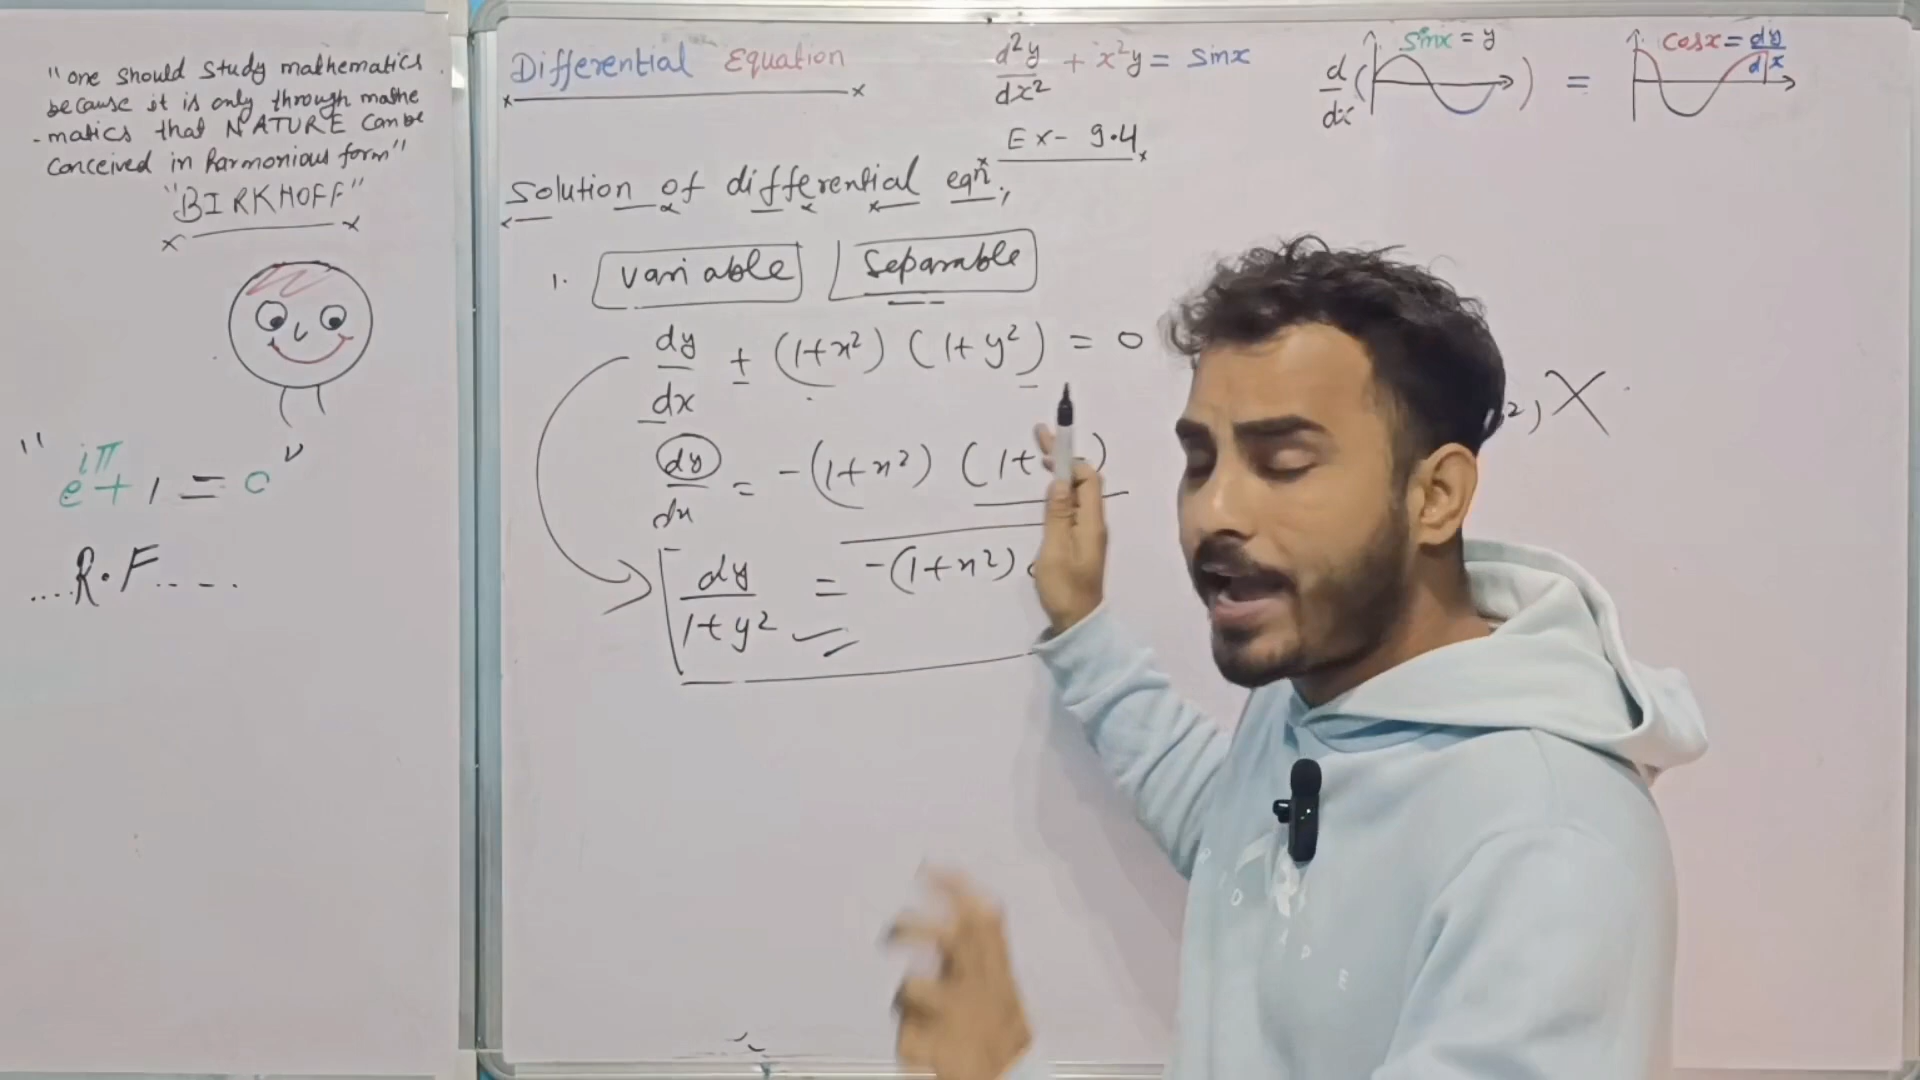 "one should study mathematics
because it is only through mathe
-matics that NATURE can be
conceived in harmonious form"
"BIRKHOFF"
" e^iπ + 1 = 0 "
....R.F.....
Differential Equation
d²y/dx² + x²y = sinx
d/dx ( sinx = y ) = cosx = dy/dx
Ex- 9.4
Solution of differential eqn;
1. Variable Separable
dy/dx ± (1+x²) (1+y²) = 0
2) X
dy/dx = -(1+x²) (1+
dy/1+y² = -(1+x²)